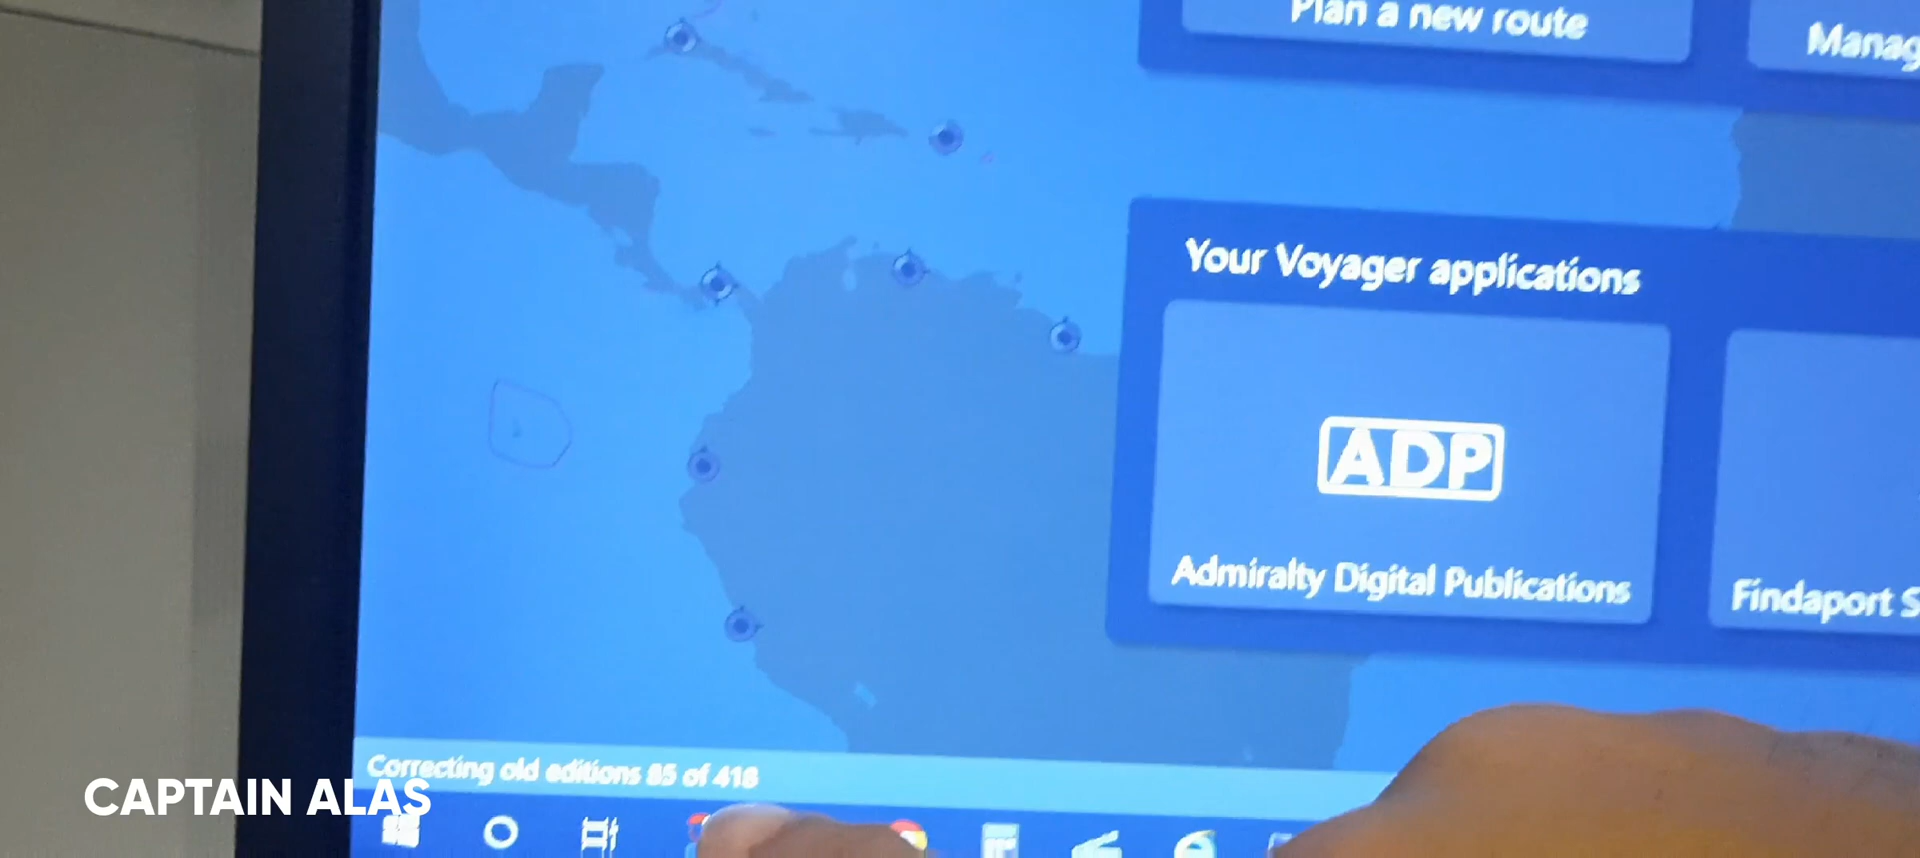 Plan a new route
Manag
Your Voyager applications
ADP
Admiralty Digital Publications
Findaport S
Correcting old editions 85 of 418
CAPTAIN ALAS